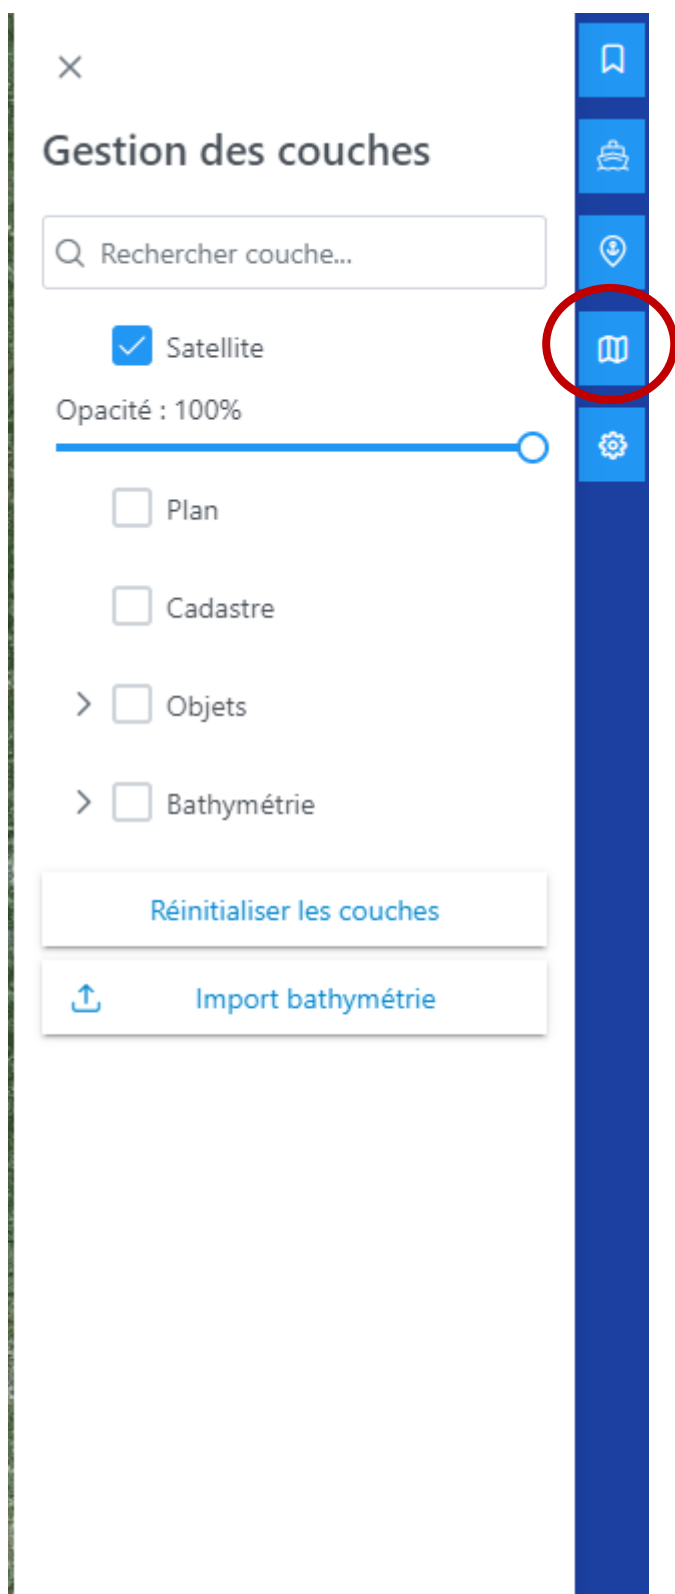 Gestion des couches
Rechercher couche...
Satellite
Opacité : 100%
Plan
Cadastre
Objets
Bathymétrie
Réinitialiser les couches
Import bathymétrie